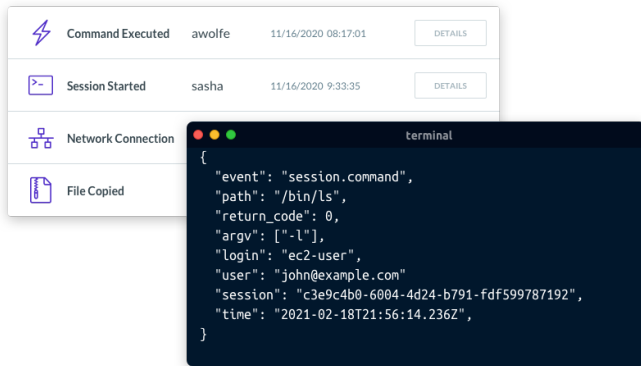 Command Executed awolfe 11/16/2020 08:17:01 DETAILS
Session Started sasha 11/16/2020 9:33:35 DETAILS
Network Connection
File Copied
terminal
{
"event": "session.command",
"path": "/bin/ls",
"return_code": 0,
"argv": ["-l"],
"login": "ec2-user",
"user": "john@example.com"
"session": "c3e9c4b0-6004-4d24-b791-fdf599787192",
"time": "2021-02-18T21:56:14.236Z",
}